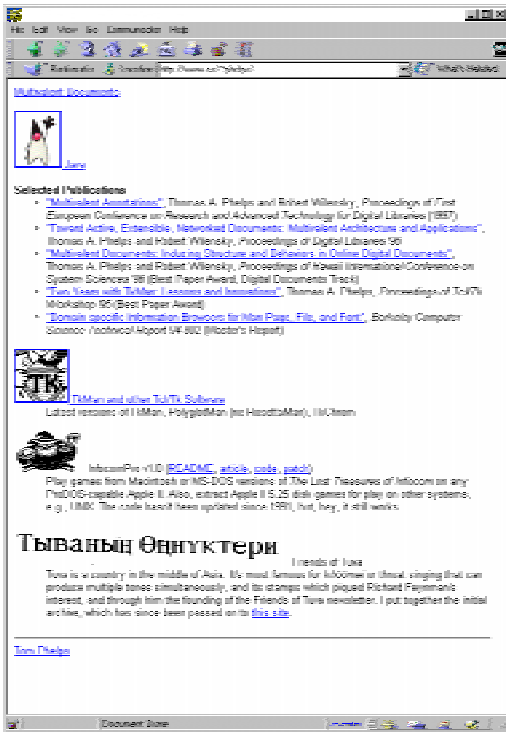 File Edit View Go Communicator Help
Bookmarks Location: What's Related
Multivalent Documents
Java
Selected Publications
"Multivalent Annotations", Thomas A. Phelps and Robert Wilensky, Proceedings of First
European Conference on Research and Advanced Technology for Digital Libraries (1997)
"Toward Active, Extensible, Networked Documents: Multivalent Architecture and Applications",
Thomas A. Phelps and Robert Wilensky, Proceedings of Digital Libraries '96
"Multivalent Documents: Inducing Structure and Behaviors in Online Digital Documents",
Thomas A. Phelps and Robert Wilensky, Proceedings of Hawaii International Conference on
System Sciences '96 (Best Paper Award, Digital Documents Track)
"Two Years with TkMan: Lessons and Innovations", Thomas A. Phelps, Proceedings of Tcl/Tk
Workshop '95 (Best Paper Award)
"Domain specific Information Browsers for Man Page, File, and Font", Berkeley Computer
Science Technical Report 94-802 (Master's Report)
TK
TkMan and other Tcl/Tk Software
Latest versions of TkMan, PolyglotMan (né RosettaMan),
InfocomPro v1.0 (README, article, code, patch)
Play games from Macintosh or MS-DOS versions of The Lost Treasures of Infocom on any
ProDOS-capable Apple II. Also, extract Apple II 5.25 disk games for play on other systems,
e.g., UNIX. The code hasn't been updated since 1991, but, hey, it still works.
Тываның Өңнүктери
Friends of Tuva
Tuva is a country in the middle of Asia. It's most famous for höömei or throat singing that can
produce multiple tones simultaneously, and its stamps which piqued Richard Feynman's
interest, and through him the founding of the Friends of Tuva newsletter. I put together the initial
archive, which has since been passed on to this site.
Tom Phelps
Document: Done